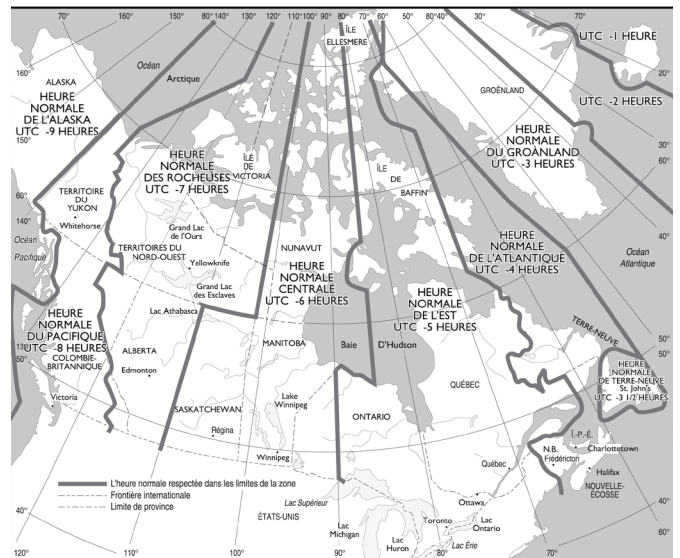 70° 160° 150° 140° 130° 120° 110° 100° 90° 80° 70° 60° 50° 40° 30°
ÎLE
ELLESMERE
UTC -1 HEURE
20°
Océan
Arctique
160°
ALASKA
HEURE
NORMALE
DE L'ALASKA
UTC -9 HEURES
GROËNLAND
UTC -2 HEURES
HEURE
NORMALE
DU GROÀNLAND
UTC -3 HEURES
30°
60°
150°
HEURE
NORMALE
DES ROCHEUSES
UTC -7 HEURES
ÎLE
DE
VICTORIA
ÎLE
DE
BAFFIN
60°
140°
TERRITOIRE
DU
YUKON
Whitehorse
Océan
Pacifique
Grand Lac
de l'Ours
TERRITOIRES DU
NORD-OUEST
Yellowknife
Grand Lac
des Esclaves
NUNAVUT
HEURE
NORMALE
CENTRALE
UTC -6 HEURES
HEURE
NORMALE
DE L'ATLANTIQUE
UTC -4 HEURES
40°
Océan
Atlantique
HEURE
NORMALE
DE L'EST
UTC -5 HEURES
HEURE
NORMALE
DU PACIFIQUE
UTC -8 HEURES
COLOMBIE-
BRITANNIQUE
50°
Lac Athabasca
ALBERTA
Edmonton
MANITOBA
Baie D'Hudson
TERRE-NEUVE
50°
50°
HEURE
NORMALE
DE TERRE-NEUVE
St. John's
UTC -3 1/2 HEURES
Victoria
SASKATCHEWAN
Régina
Lake
Winnipeg
Winnipeg
ONTARIO
QUÉBEC
Québec
Î.-P.-É.
Charlottetown
N.B.
Frédéricton
Halifax
NOUVELLE-
ÉCOSSE
L'heure normale respectée dans les limites de la zone
Frontière internationale
Limite de province
Ottawa
Lac Supérieur
ÉTATS-UNIS
Toronto
Lac
Ontario
Lac
Michigan
Lac
Huron
Lac Érie
40°
40°
60°
120° 110° 100° 90° 80° 70°